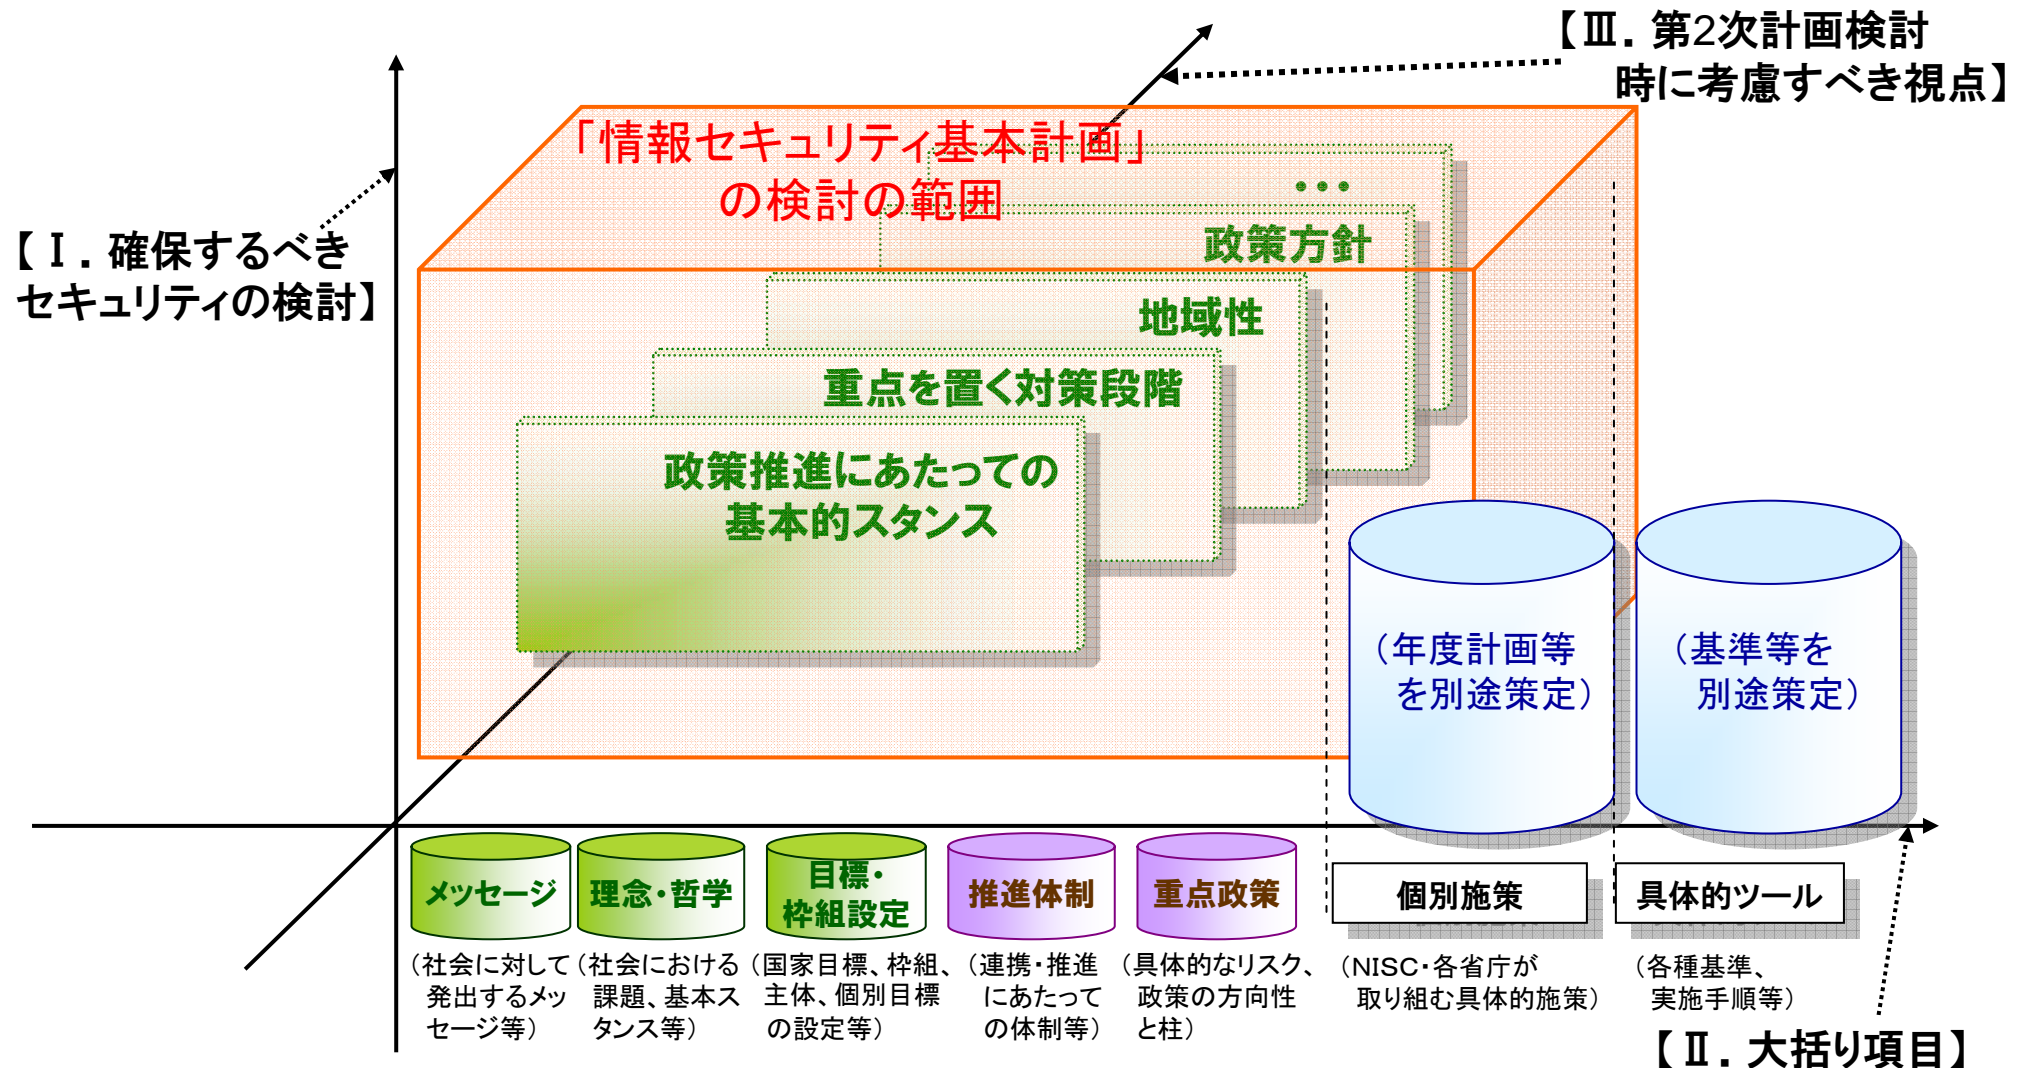 【Ⅲ．第2次計画検討
時に考慮すべき視点】
「情報セキュリティ基本計画」
の検討の範囲
・・・
政策方針
【Ⅰ．確保するべき
セキュリティの検討】
地域性
重点を置く対策段階
政策推進にあたっての
基本的スタンス
（年度計画等
を別途策定）
（基準等を
別途策定）
メッセージ
理念・哲学
目標・
枠組設定
推進体制
重点政策
個別施策
具体的ツール
（社会に対して
発出するメッ
セージ等）
（社会における
課題、基本ス
タンス等）
（国家目標、枠組、
主体、個別目標
の設定等）
（連携・推進
にあたって
の体制等）
（具体的なリスク、
政策の方向性
と柱）
（NISC・各省庁が
取り組む具体的施策）
（各種基準、
実施手順等）
【Ⅱ．大括り項目】